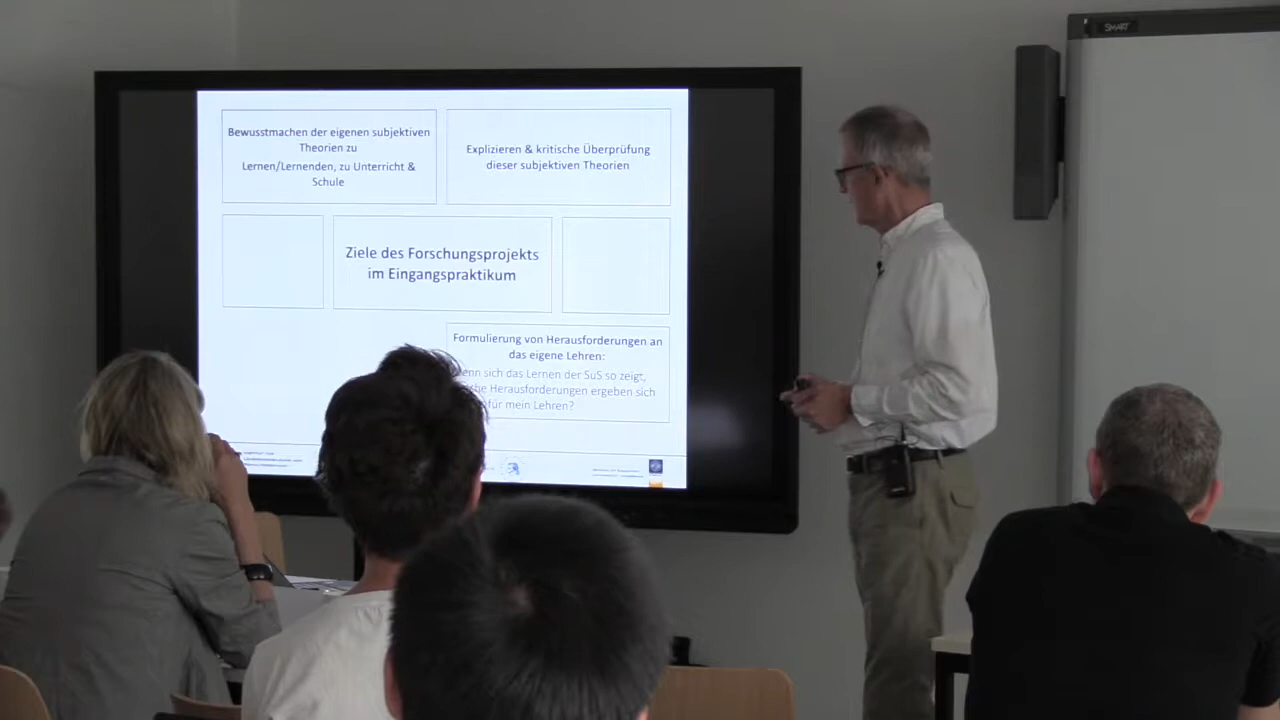 SMART
Bewusstmachen der eigenen subjektiven
Theorien zu
Lernen/Lernenden, zu Unterricht &
Schule
Explizieren & kritische Überprüfung
dieser subjektiven Theorien
Ziele des Forschungsprojekts
im Eingangspraktikum
Formulierung von Herausforderungen an
das eigene Lehren:
sich das Lernen der SuS so zeigt,
Herausforderungen ergeben sich
für mein Lehren?